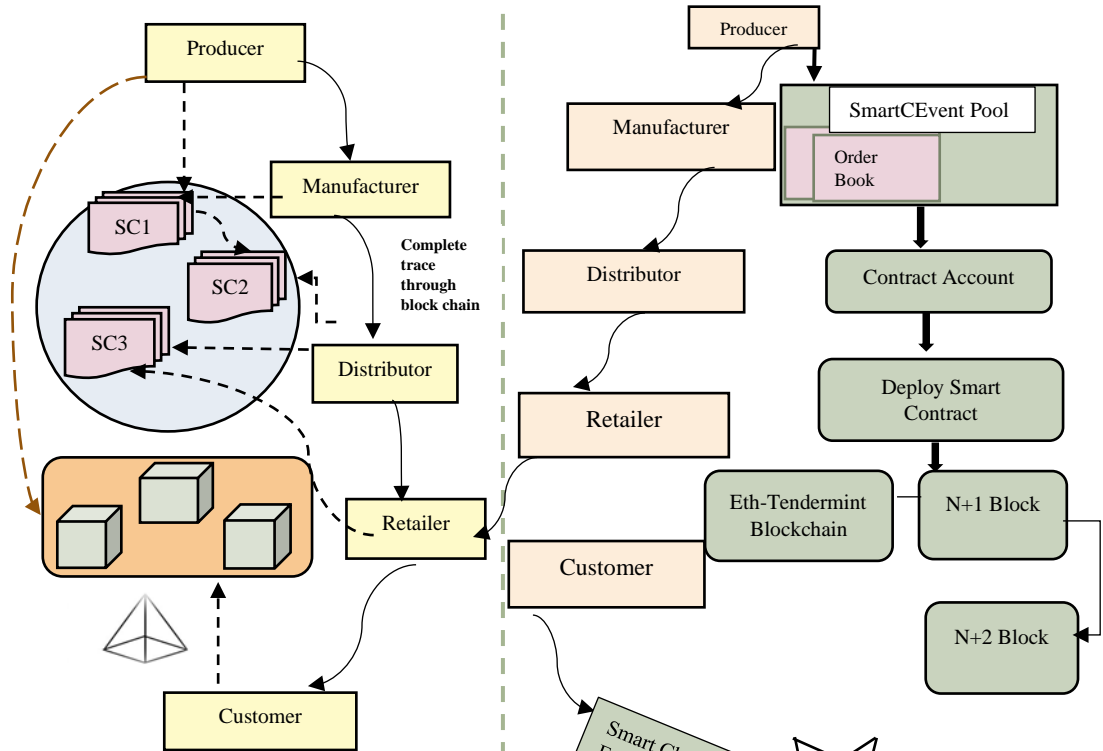 Producer
Manufacturer
SC1
SC2
SC3
Complete
trace
through
block chain
Distributor
Retailer
Customer
Producer
SmartCEvent Pool
Order
Book
Manufacturer
Distributor
Contract Account
Retailer
Deploy Smart
Contract
Eth-Tendermint
Blockchain
N+1 Block
Customer
N+2 Block
Smart